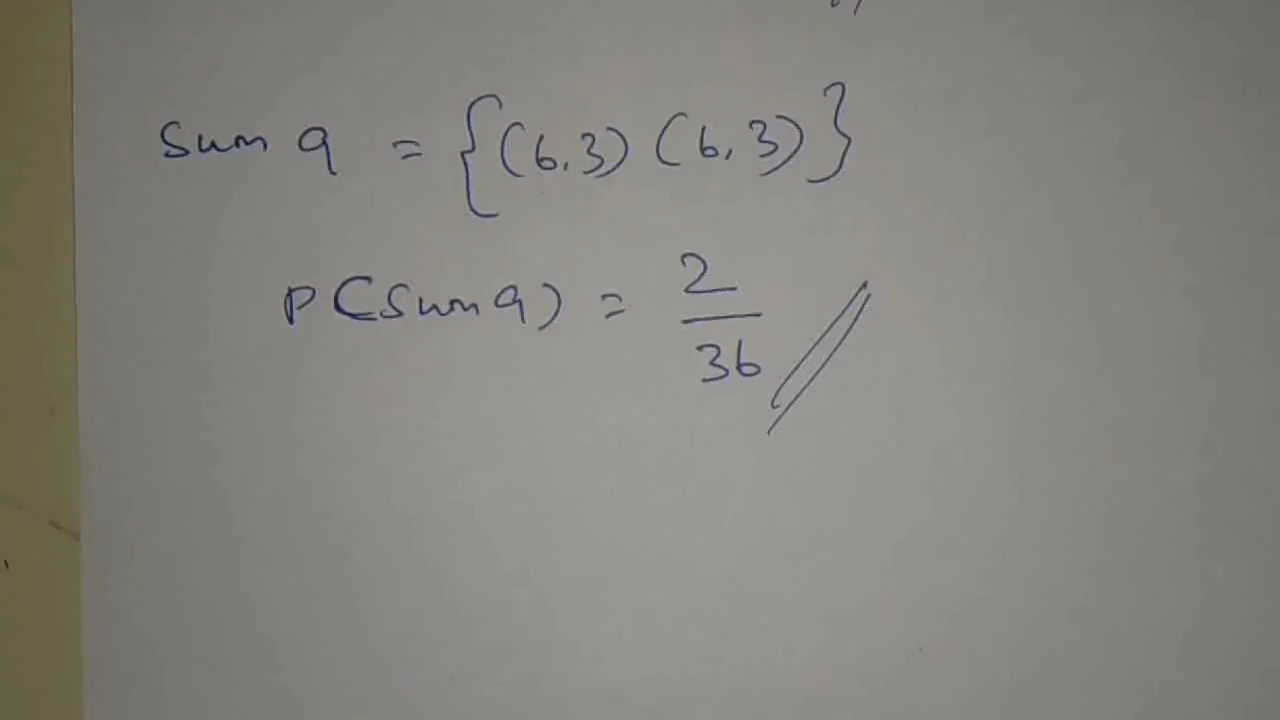 Sum 9 = {(6,3) (6,3)}
P(Sum 9) = 2/36